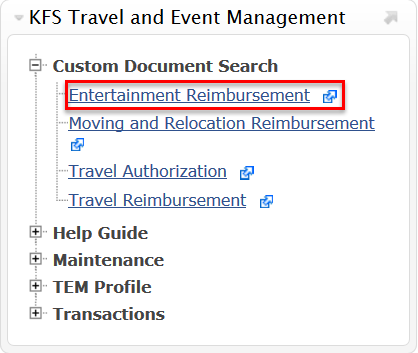 KFS Travel and Event Management
Custom Document Search
Entertainment Reimbursement
Moving and Relocation Reimbursement
Travel Authorization
Travel Reimbursement
Help Guide
Maintenance
TEM Profile
Transactions